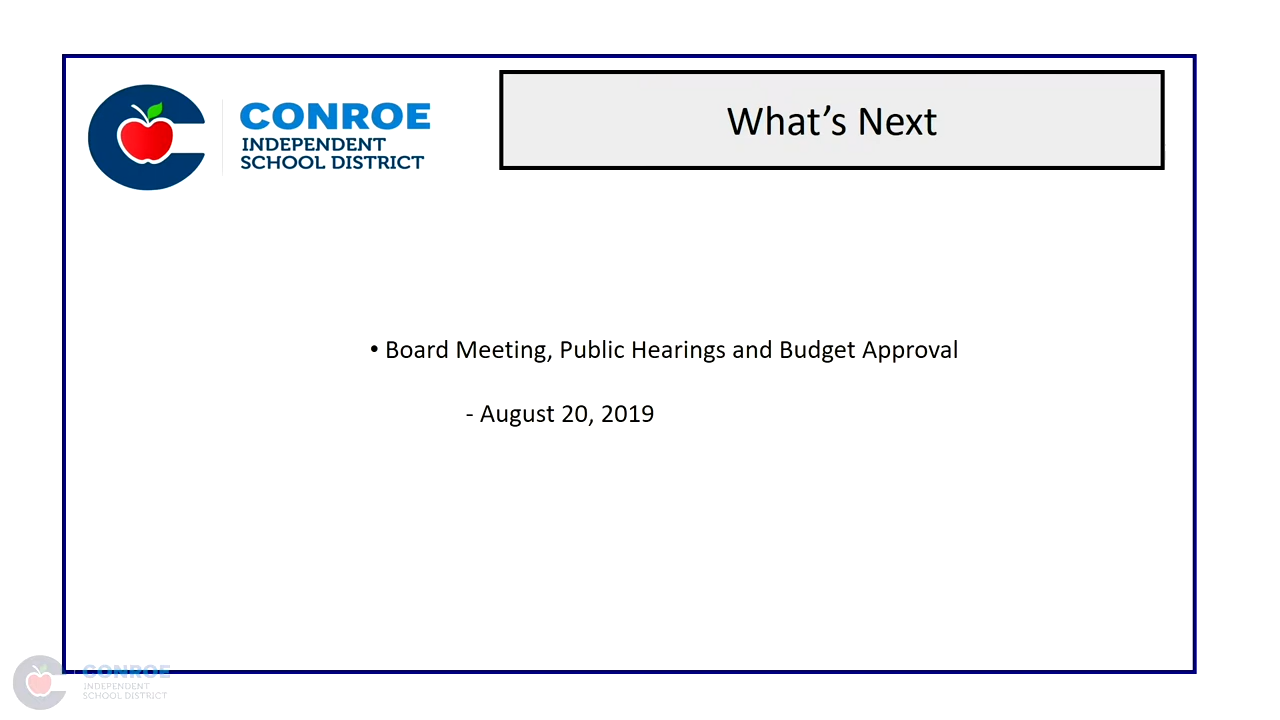 CONROE
INDEPENDENT
SCHOOL DISTRICT
What's Next
• Board Meeting, Public Hearings and Budget Approval
- August 20, 2019
CONROE
INDEPENDENT
SCHOOL DISTRICT